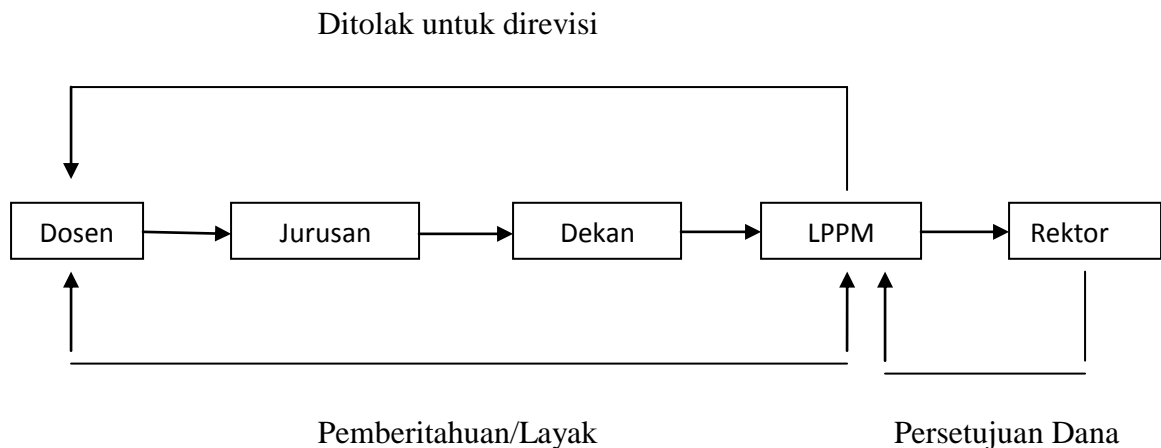 Ditolak untuk direvisi
Dosen
Jurusan
Dekan
LPPM
Rektor
Pemberitahuan/Layak
Persetujuan Dana